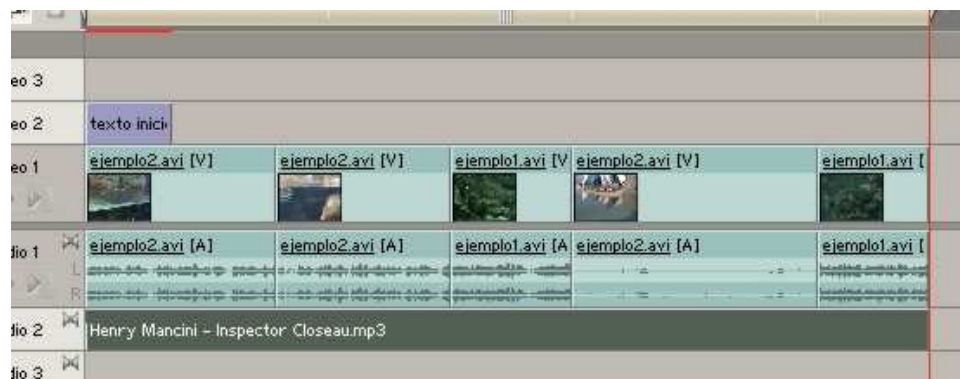 eo 3
eo 2
texto inici
eo 1
ejemplo2.avi [V]
ejemplo2.avi [V]
ejemplo1.avi [V
ejemplo2.avi [V]
ejemplo1.avi [
dio 1
ejemplo2.avi [A]
ejemplo2.avi [A]
ejemplo1.avi [A
ejemplo2.avi [A]
ejemplo1.avi [
L
R
dio 2
Henry Mancini - Inspector Closeau.mp3
dio 3